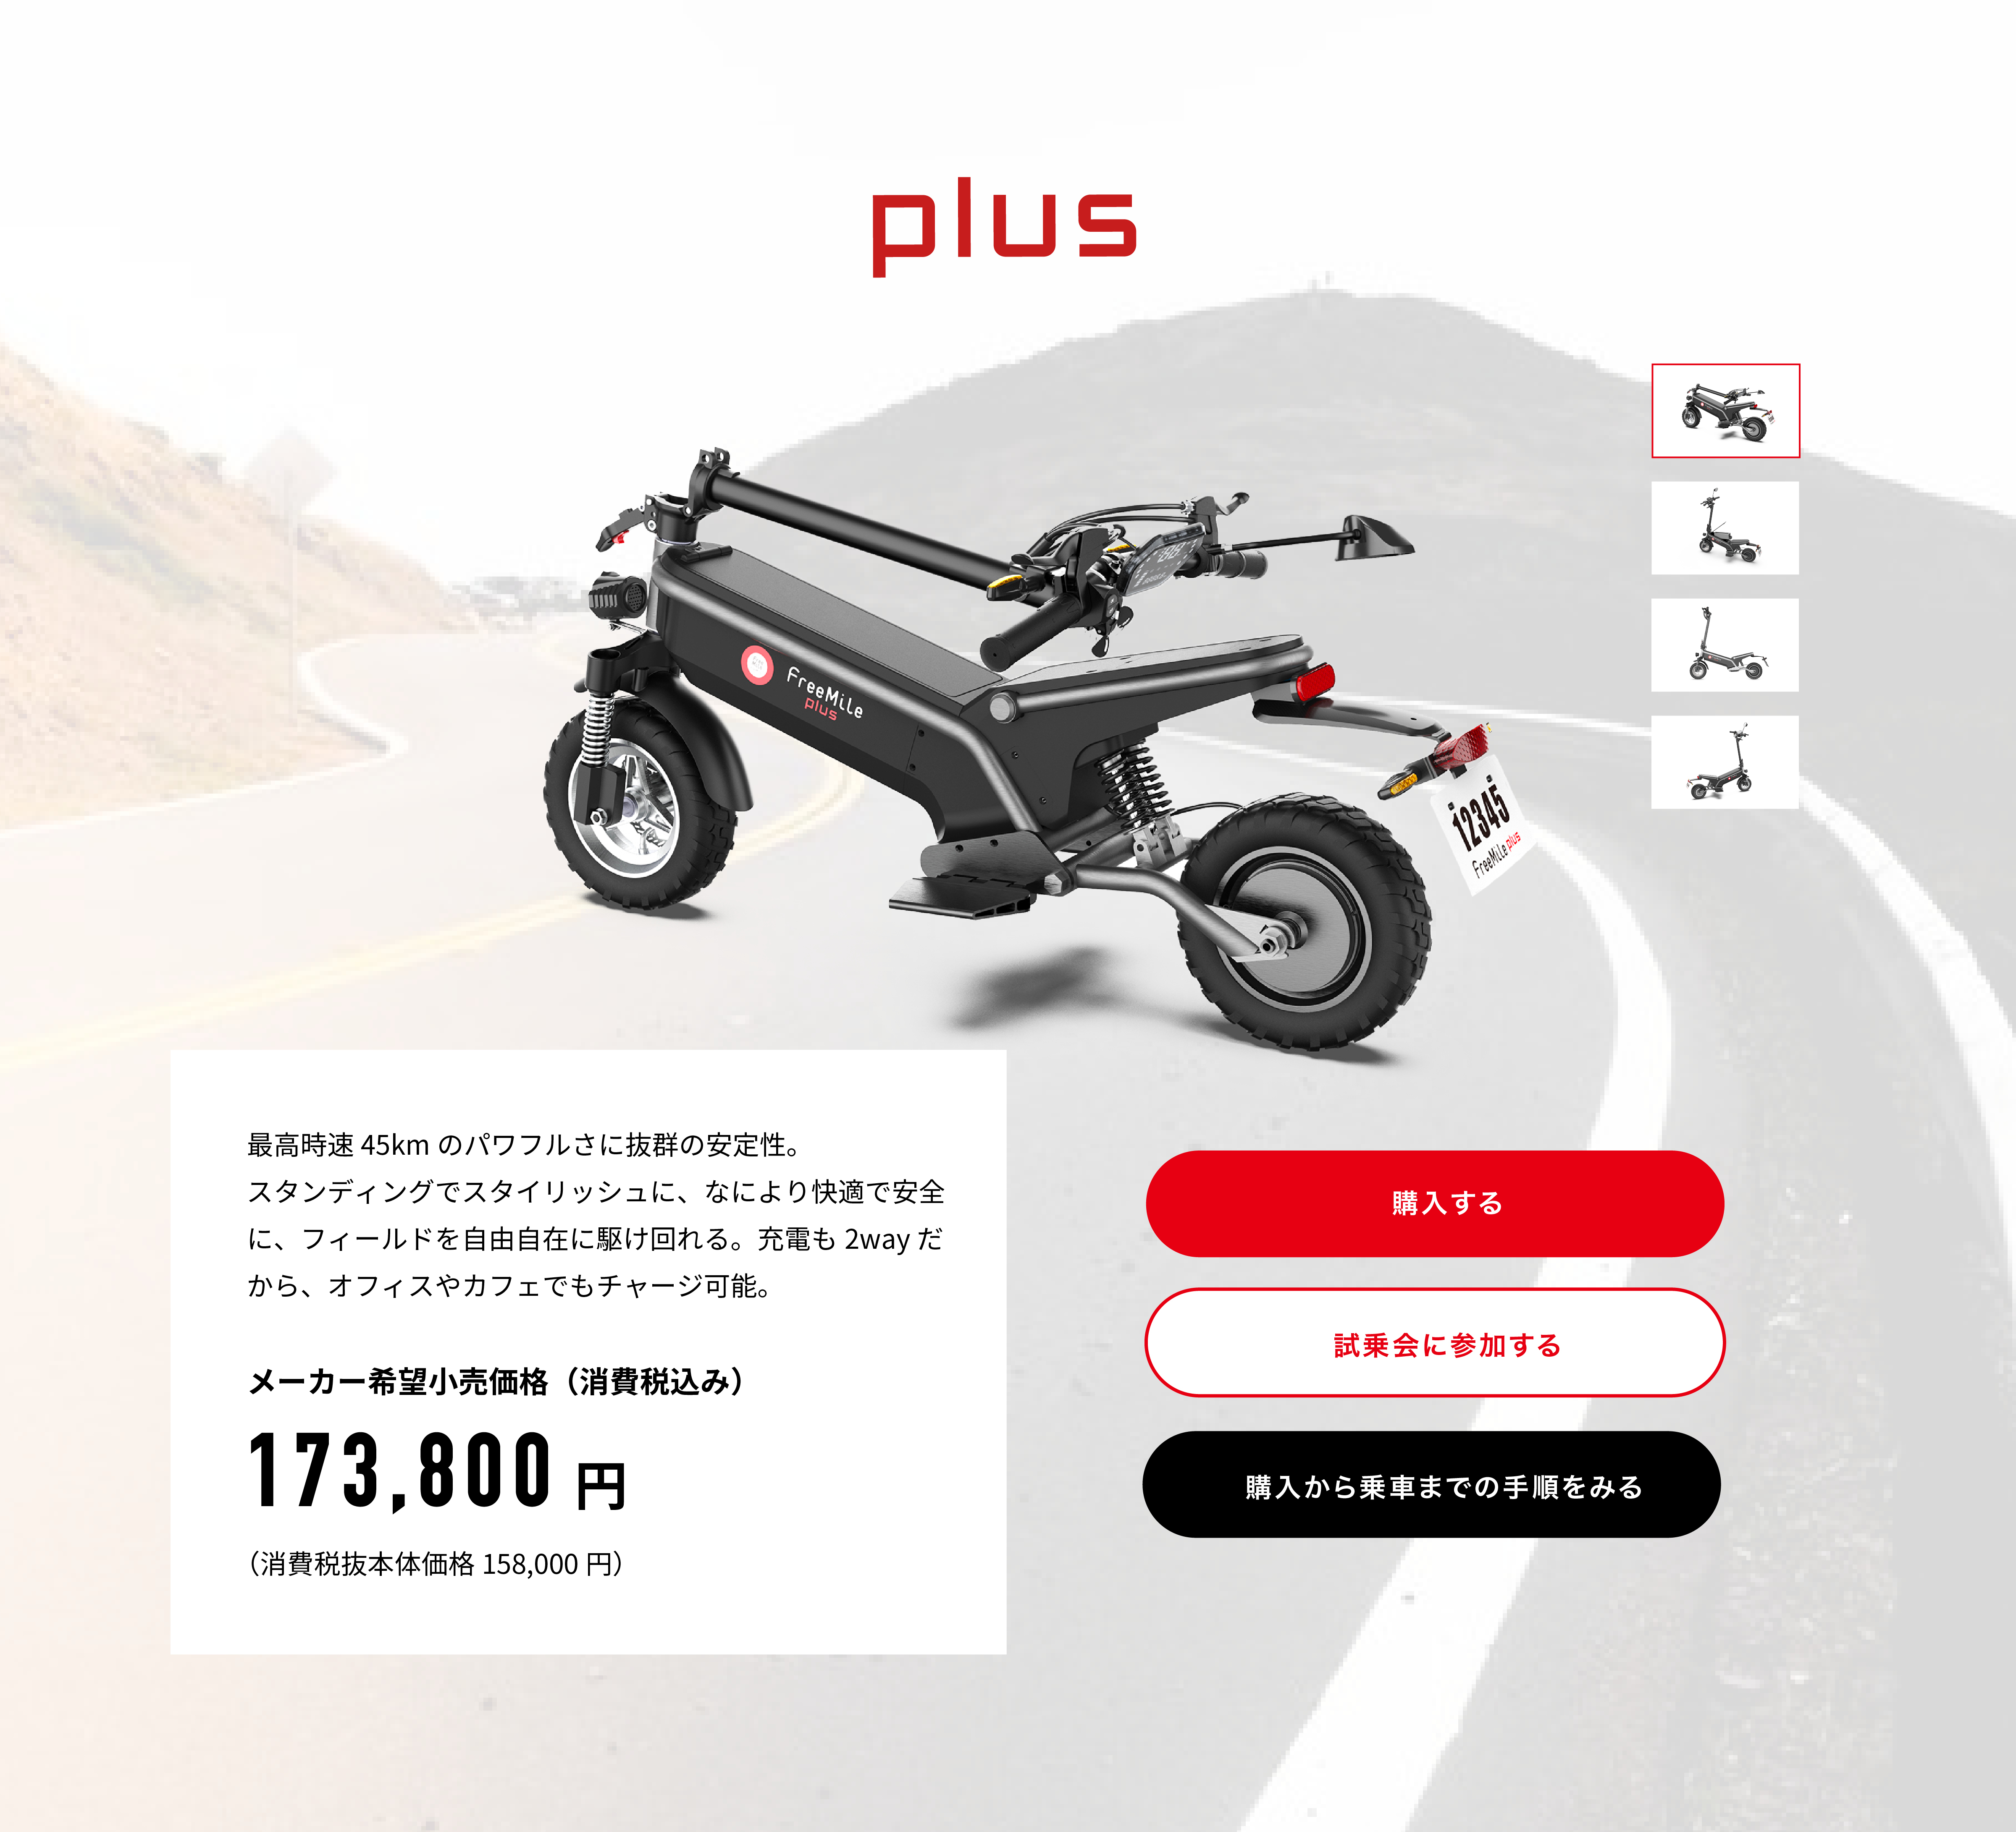 plus
FreeMile
plus
12345
FreeMile plus
最高時速 45km のパワフルさに抜群の安定性。
スタンディングでスタイリッシュに、なにより快適で安全
に、フィールドを自由自在に駆け回れる。充電も 2way だ
から、オフィスやカフェでもチャージ可能。
メーカー希望小売価格（消費税込み）
173,800 円
（消費税抜本体価格 158,000 円）
購入する
試乗会に参加する
購入から乗車までの手順をみる